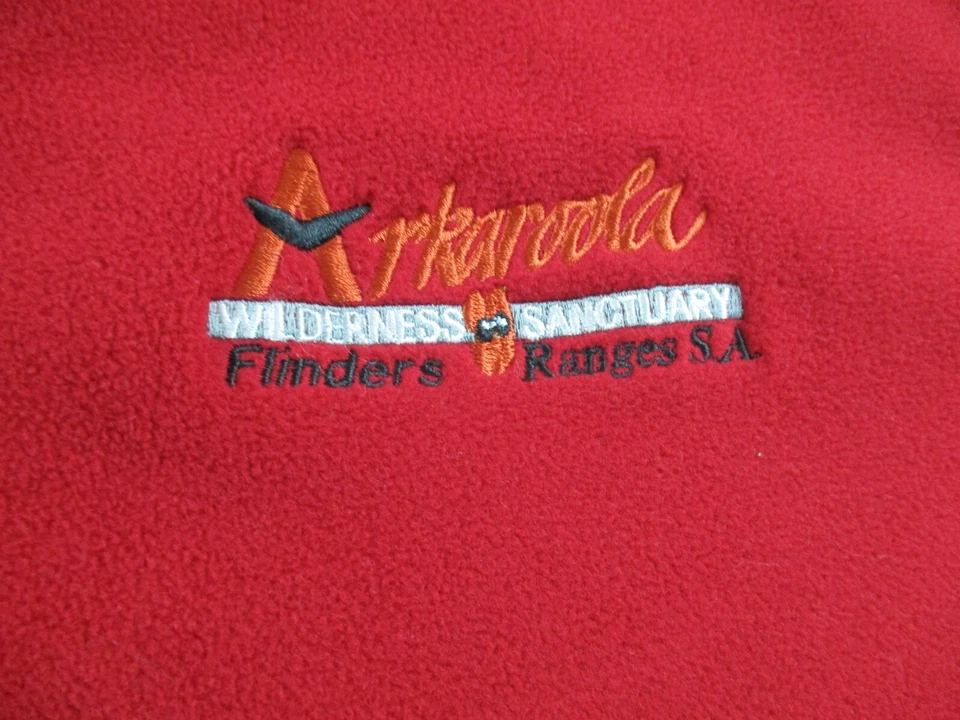 Arkaroola
WILDERNESS SANCTUARY
Flinders Ranges S.A.